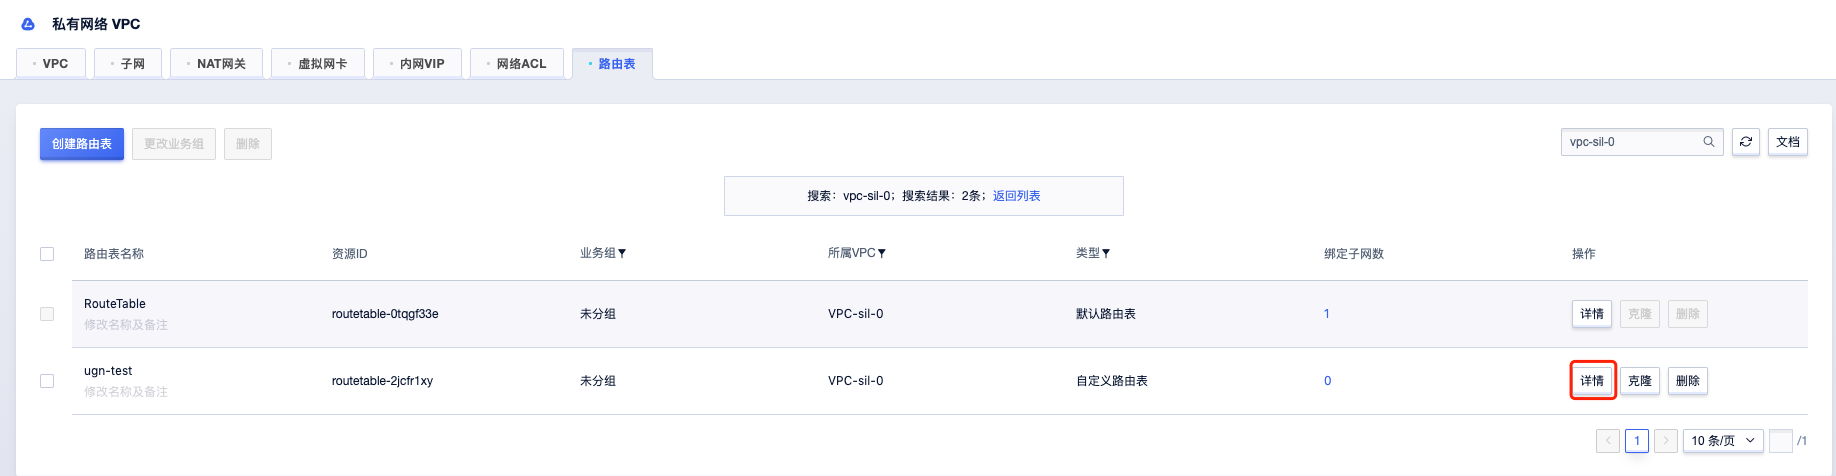 私有网络 VPC
VPC
子网
NAT网关
虚拟网卡
内网VIP
网络ACL
路由表
创建路由表
更改业务组
删除
vpc-sil-0
文档
搜索：vpc-sil-0；搜索结果：2条；返回列表
路由表名称
资源ID
业务组
所属VPC
类型
绑定子网数
操作
RouteTable
修改名称及备注
routetable-0tqgf33e
未分组
VPC-sil-0
默认路由表
1
详情
克隆
删除
ugn-test
修改名称及备注
routetable-2jcfr1xy
未分组
VPC-sil-0
自定义路由表
0
详情
克隆
删除
1
10 条/页
/1